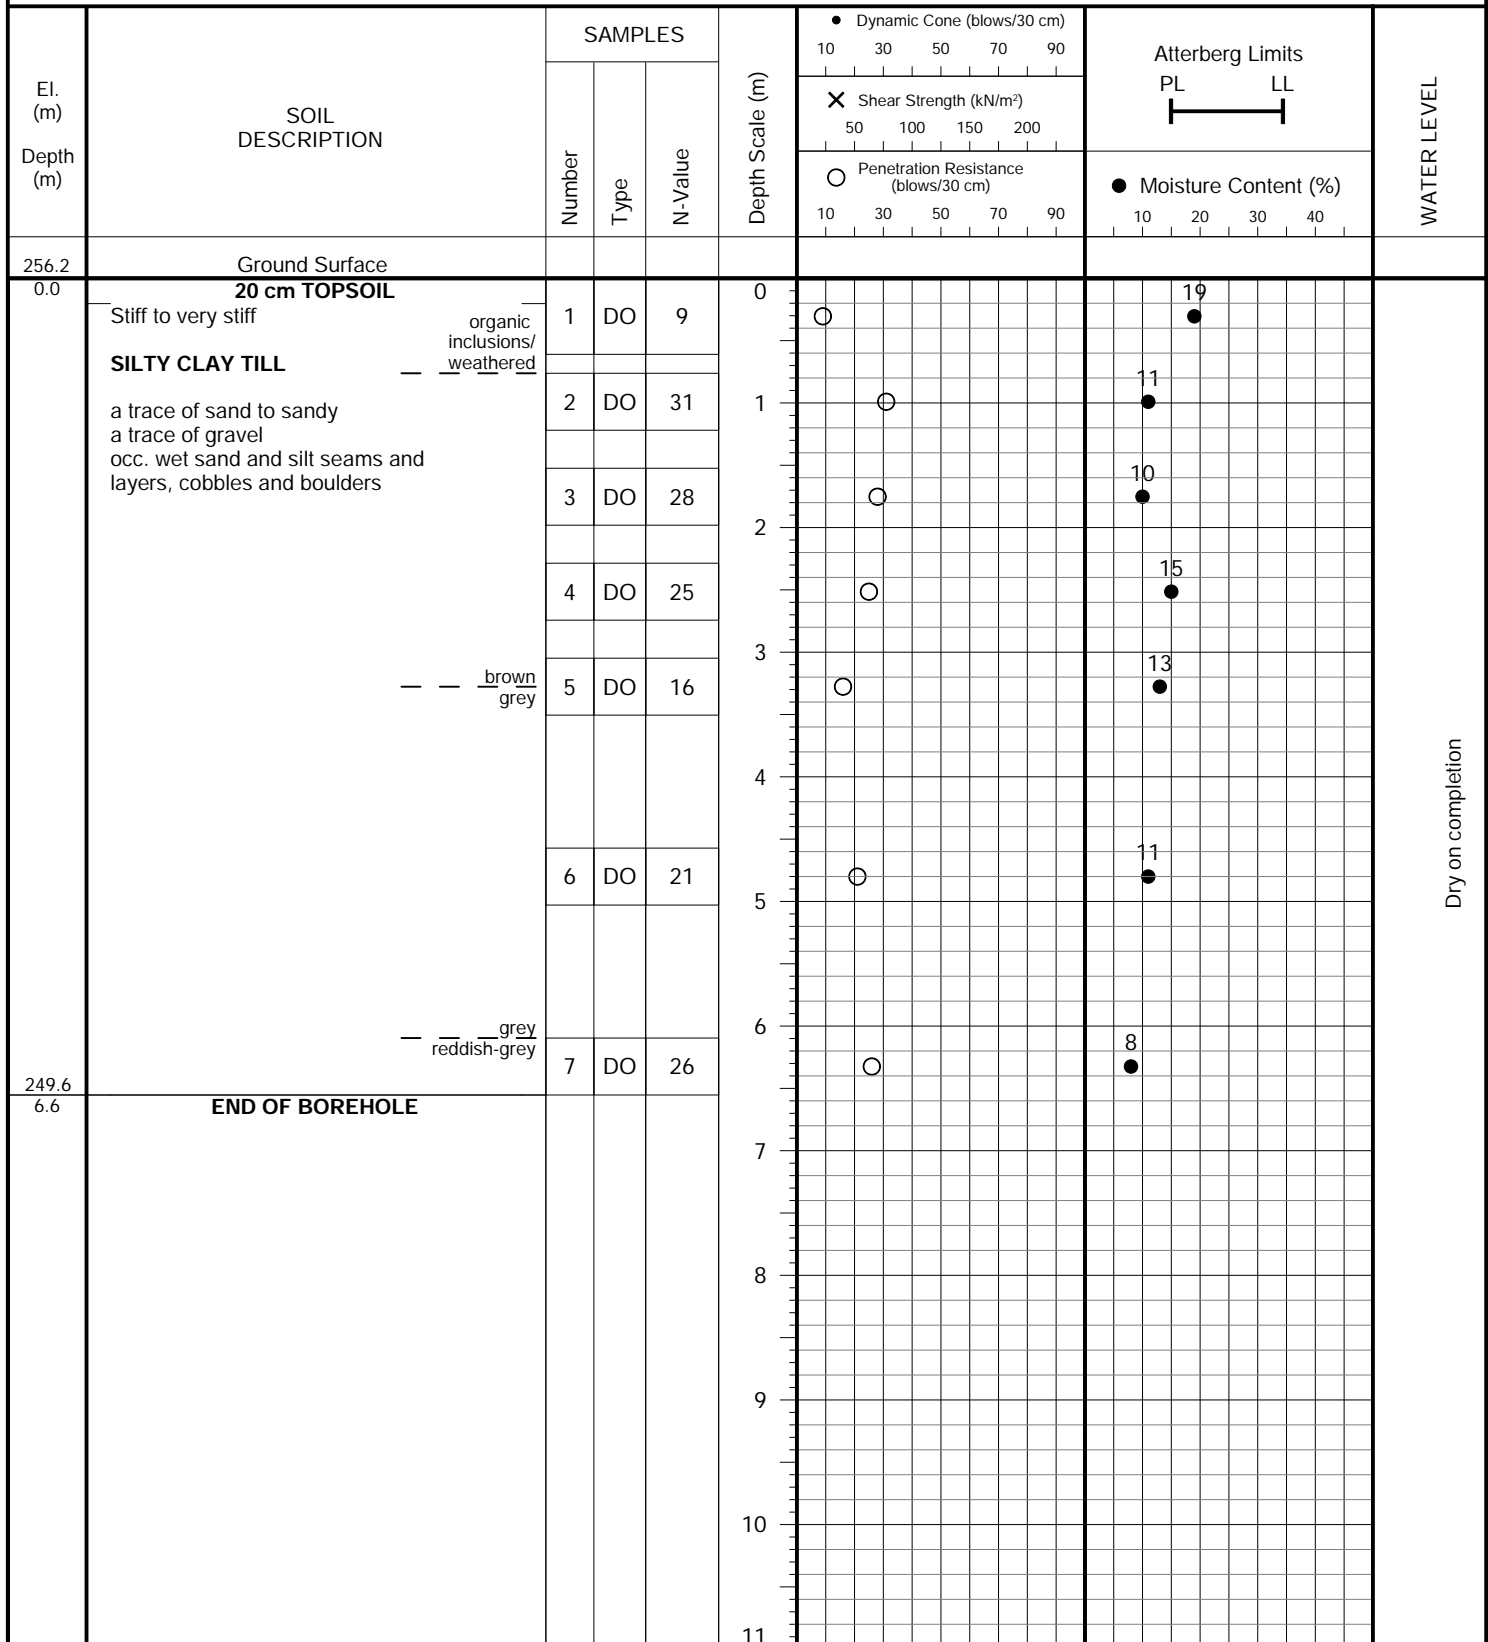 El.
(m)
Depth
(m)
SOIL
DESCRIPTION
SAMPLES
Number
Type
N-Value
Depth Scale (m)
Dynamic Cone (blows/30 cm)
10 30 50 70 90
Shear Strength (kN/m²)
50 100 150 200
Penetration Resistance
(blows/30 cm)
10 30 50 70 90
Atterberg Limits
PL LL
Moisture Content (%)
10 20 30 40
WATER LEVEL
256.2 Ground Surface
0.0 20 cm TOPSOIL 0
19
Stiff to very stiff
organic
inclusions/
weathered
1 DO 9
SILTY CLAY TILL
11
a trace of sand to sandy
2 DO 31 1
a trace of gravel
occ. wet sand and silt seams and
layers, cobbles and boulders
10
3 DO 28
2
15
4 DO 25
3
13
brown
grey
5 DO 16
4
Dry on completion
11
6 DO 21
5
6
grey
reddish-grey
8
7 DO 26
249.6
6.6 END OF BOREHOLE
7
8
9
10
11